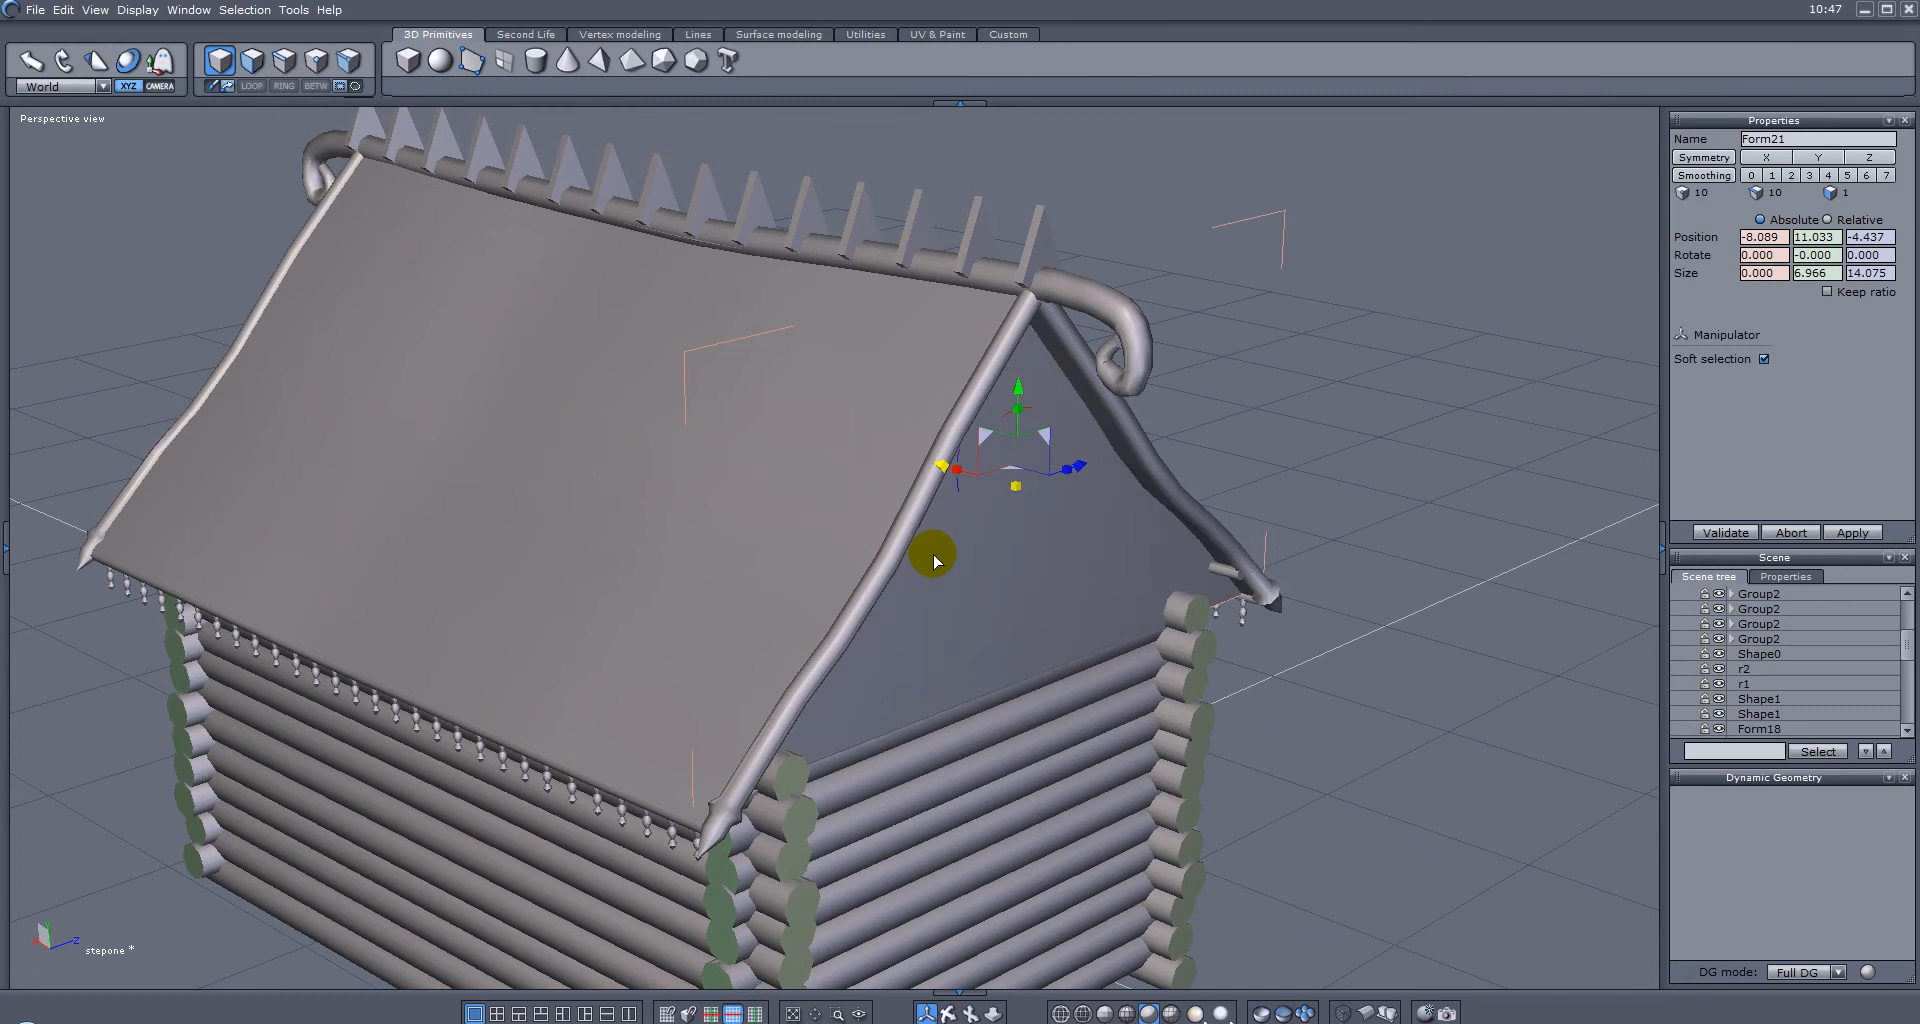 File Edit View Display Window Selection Tools Help 10:47
3D Primitives Second Life Vertex modeling Lines Surface modeling Utilities UV & Paint Custom
World XYZ CAMERA LOOP RING BETW
Perspective view
Properties
Name Form21
Symmetry X Y Z
Smoothing 0 1 2 3 4 5 6 7
10 10 1
Absolute Relative
Position -8.089 11.033 -4.437
Rotate 0.000 -0.000 0.000
Size 0.000 6.966 14.075
Keep ratio
Manipulator
Soft selection
Validate Abort Apply
Scene
Scene tree Properties
Group2
Group2
Group2
Group2
Shape0
r2
r1
Shape1
Shape1
Form18
Select
Dynamic Geometry
Y
X Z
stepone *
DG mode: Full DG